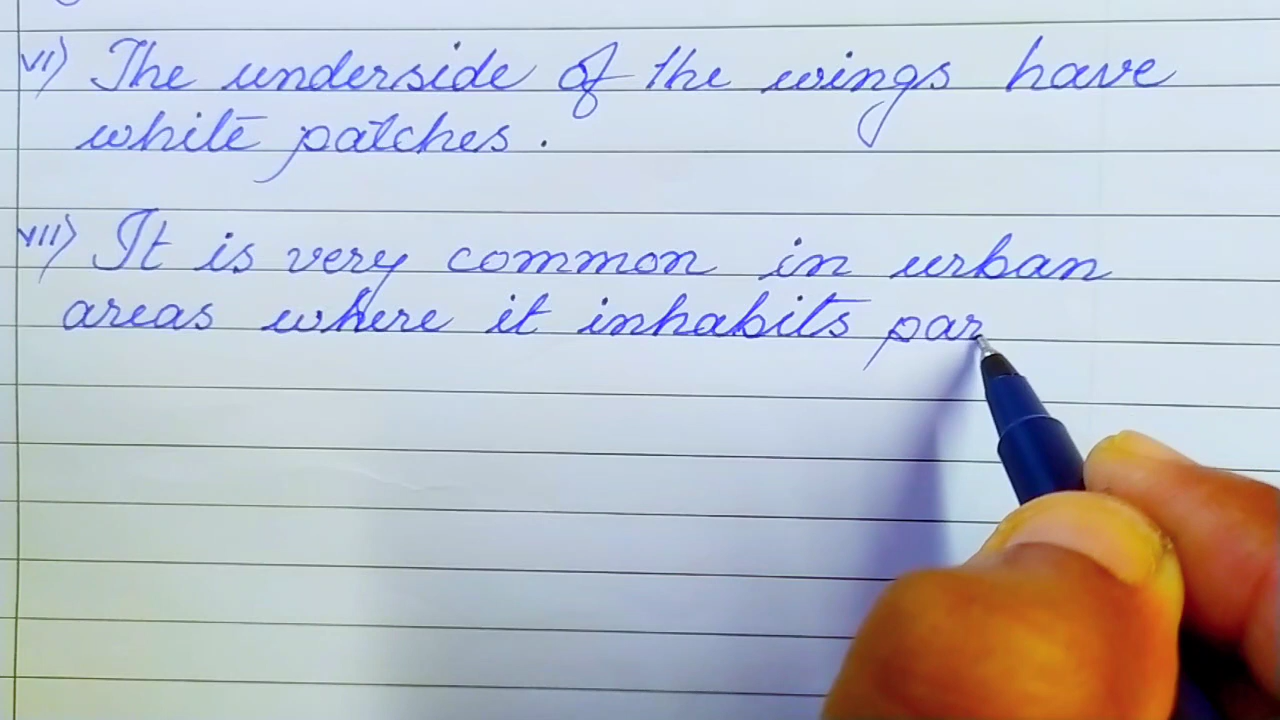 vi) The underside of the wings have
white patches.
vii) It is very common in urban
areas where it inhabits par